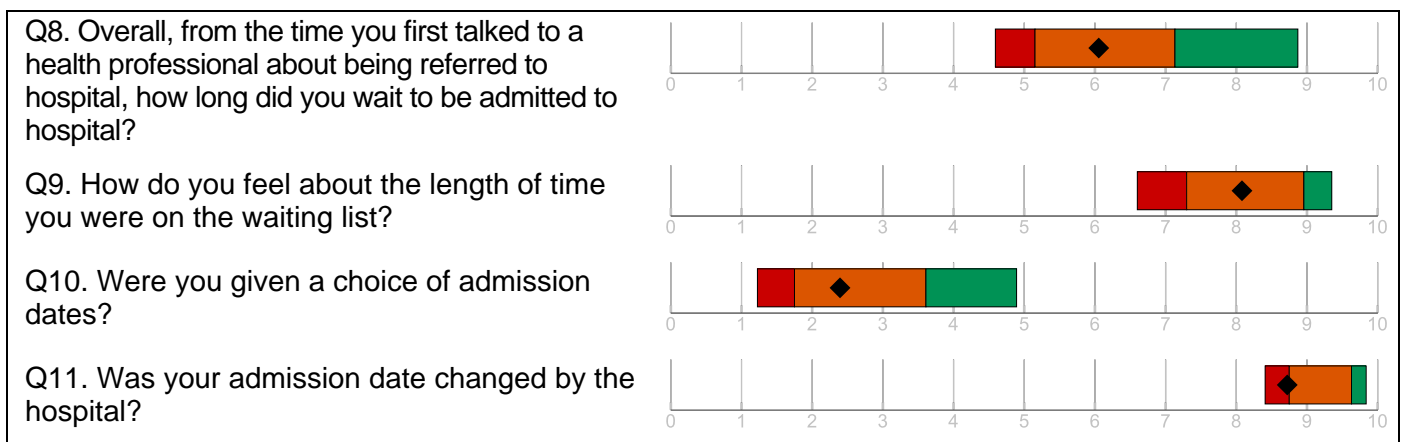 Q8. Overall, from the time you first talked to a
health professional about being referred to
hospital, how long did you wait to be admitted to
hospital?
0 1 2 3 4 5 6 7 8 9 10
Q9. How do you feel about the length of time
you were on the waiting list?
0 1 2 3 4 5 6 7 8 9 10
Q10. Were you given a choice of admission
dates?
0 1 2 3 4 5 6 7 8 9 10
Q11. Was your admission date changed by the
hospital?
0 1 2 3 4 5 6 7 8 9 10